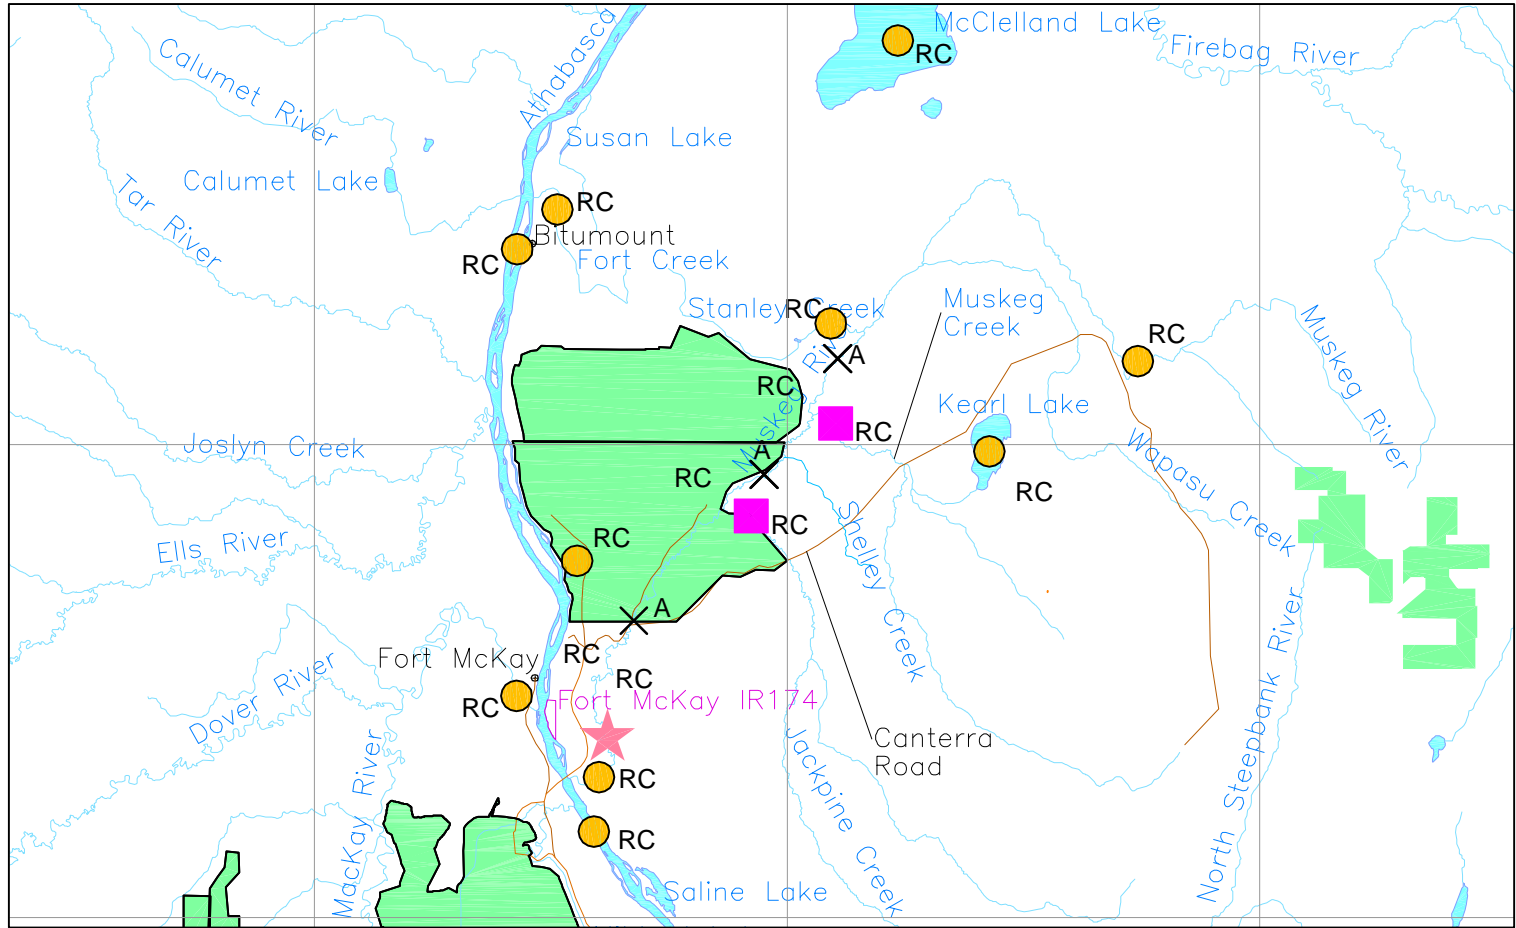 McClelland Lake
RC
Firebag River
Calumet River
Athabasca
Susan Lake
Calumet Lake
Tar River
RC
Bitumount
RC
Fort Creek
Stanley Creek
RC
Muskeg
Creek
A
RC
Muskeg River
RC
Muskeg River
Kearl Lake
RC
Joslyn Creek
A
RC
Wapasu Creek
RC
RC
Shelley Creek
RC
Ells River
A
RC
Fort McKay
RC
RC
Fort McKay IR174
Dover River
North Steepbank River
Canterra
Road
Jackpine Creek
MacKay River
RC
RC
Saline Lake